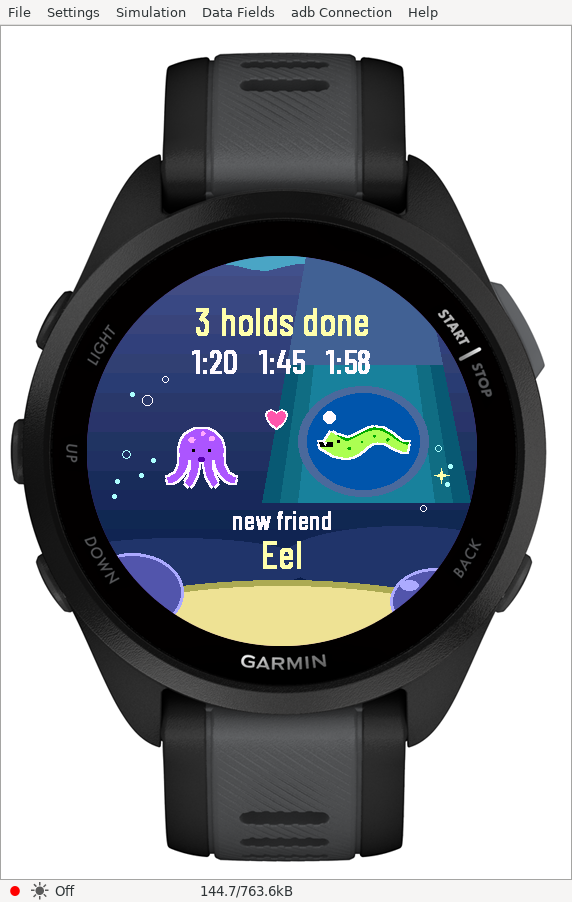 File Settings Simulation Data Fields adb Connection Help
LIGHT
START
STOP
UP
DOWN
BACK
3 holds done
1:20 1:45 1:58
new friend
Eel
GARMIN
Off 144.7/763.6kB